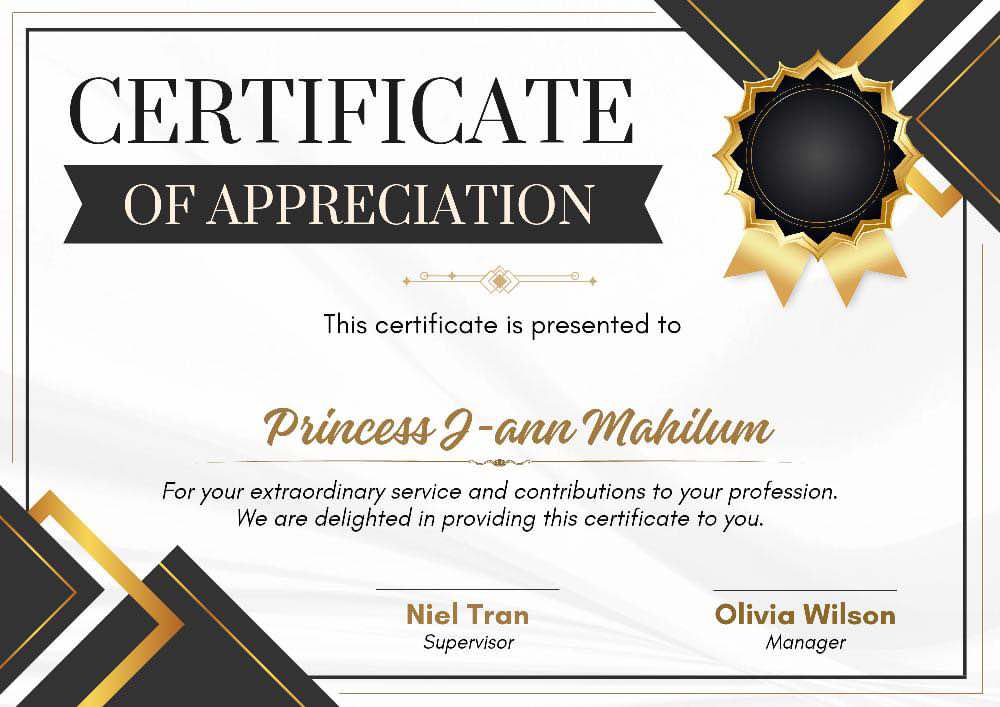 CERTIFICATE
OF APPRECIATION
This certificate is presented to
Princess J-ann Mahilum
For your extraordinary service and contributions to your profession.
We are delighted in providing this certificate to you.
Niel Tran
Supervisor
Olivia Wilson
Manager